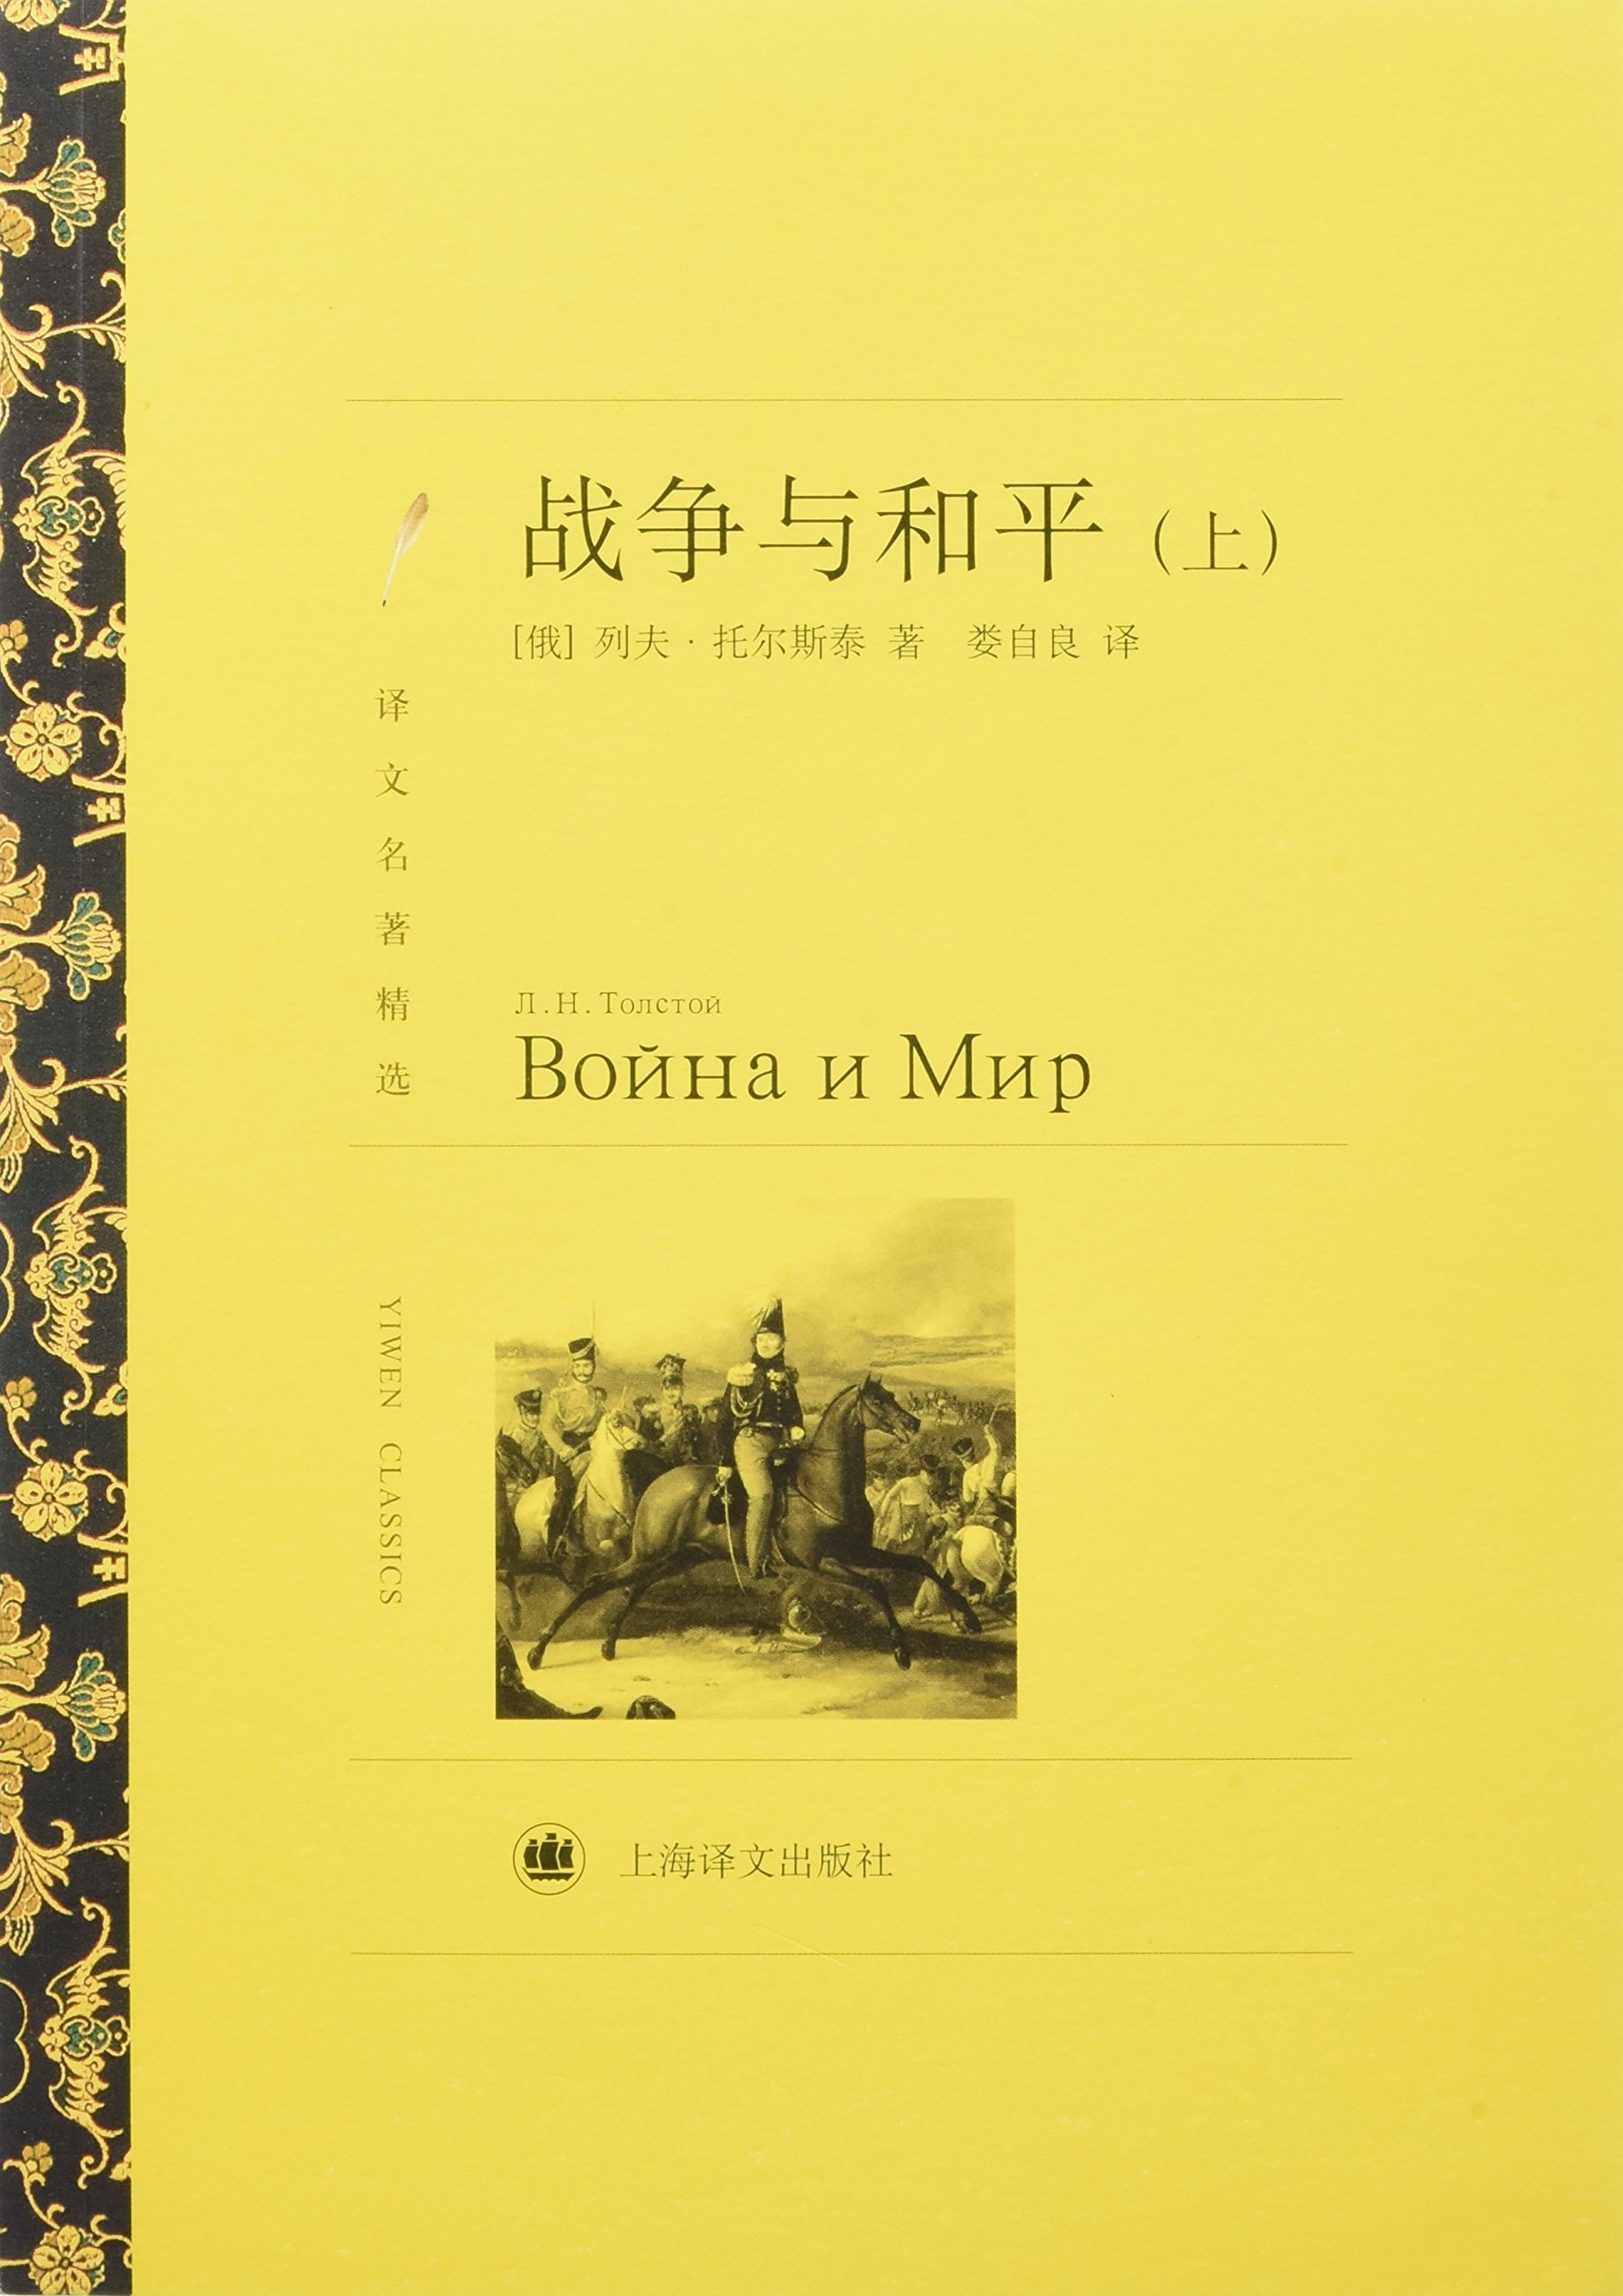 战争与和平（上）
[俄] 列夫·托尔斯泰 著 娄自良 译
译文名著精选
Л.Н.Толстой
Война и Мир
YIWEN CLASSICS
上海译文出版社